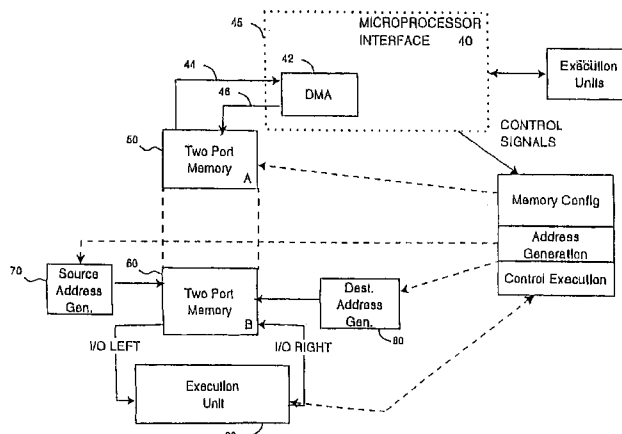 45
MICROPROCESSOR
INTERFACE 40
44
42
DMA
46
Execution
Units
CONTROL
SIGNALS
50
Two Port
Memory
A
Memory Config
Address
Generation
Control Execution
70
Source
Address
Gen.
60
Two Port
Memory
B
Dest.
Address
Gen.
80
I/O LEFT
I/O RIGHT
Execution
Unit